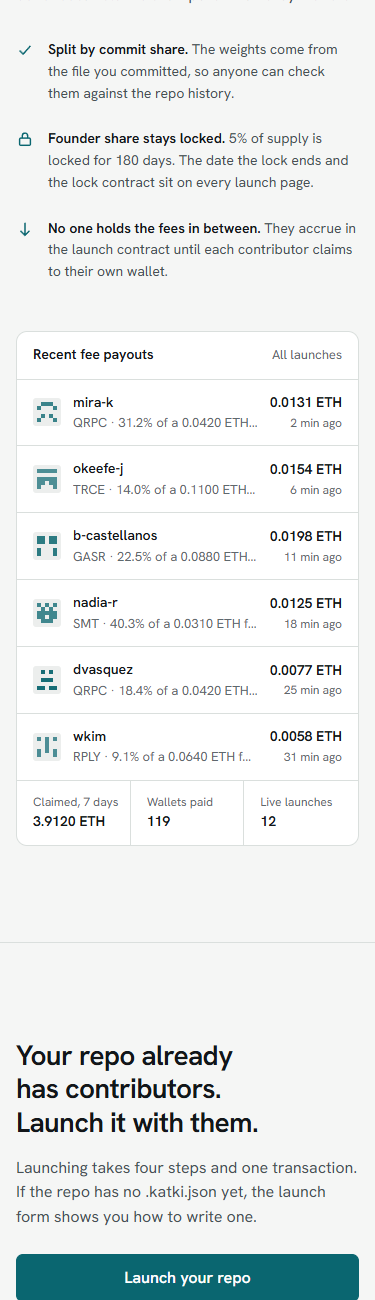 Split by commit share. The weights come from
the file you committed, so anyone can check
them against the repo history.
Founder share stays locked. 5% of supply is
locked for 180 days. The date the lock ends and
the lock contract sit on every launch page.
No one holds the fees in between. They accrue in
the launch contract until each contributor claims
to their own wallet.
Recent fee payouts All launches
mira-k 0.0131 ETH
QRPC · 31.2% of a 0.0420 ETH... 2 min ago
okeefe-j 0.0154 ETH
TRCE · 14.0% of a 0.1100 ETH... 6 min ago
b-castellanos 0.0198 ETH
GASR · 22.5% of a 0.0880 ETH... 11 min ago
nadia-r 0.0125 ETH
SMT · 40.3% of a 0.0310 ETH f... 18 min ago
dvasquez 0.0077 ETH
QRPC · 18.4% of a 0.0420 ETH... 25 min ago
wkim 0.0058 ETH
RPLY · 9.1% of a 0.0640 ETH f... 31 min ago
Claimed, 7 days Wallets paid Live launches
3.9120 ETH 119 12
Your repo already
has contributors.
Launch it with them.
Launching takes four steps and one transaction.
If the repo has no .katki.json yet, the launch
form shows you how to write one.
Launch your repo